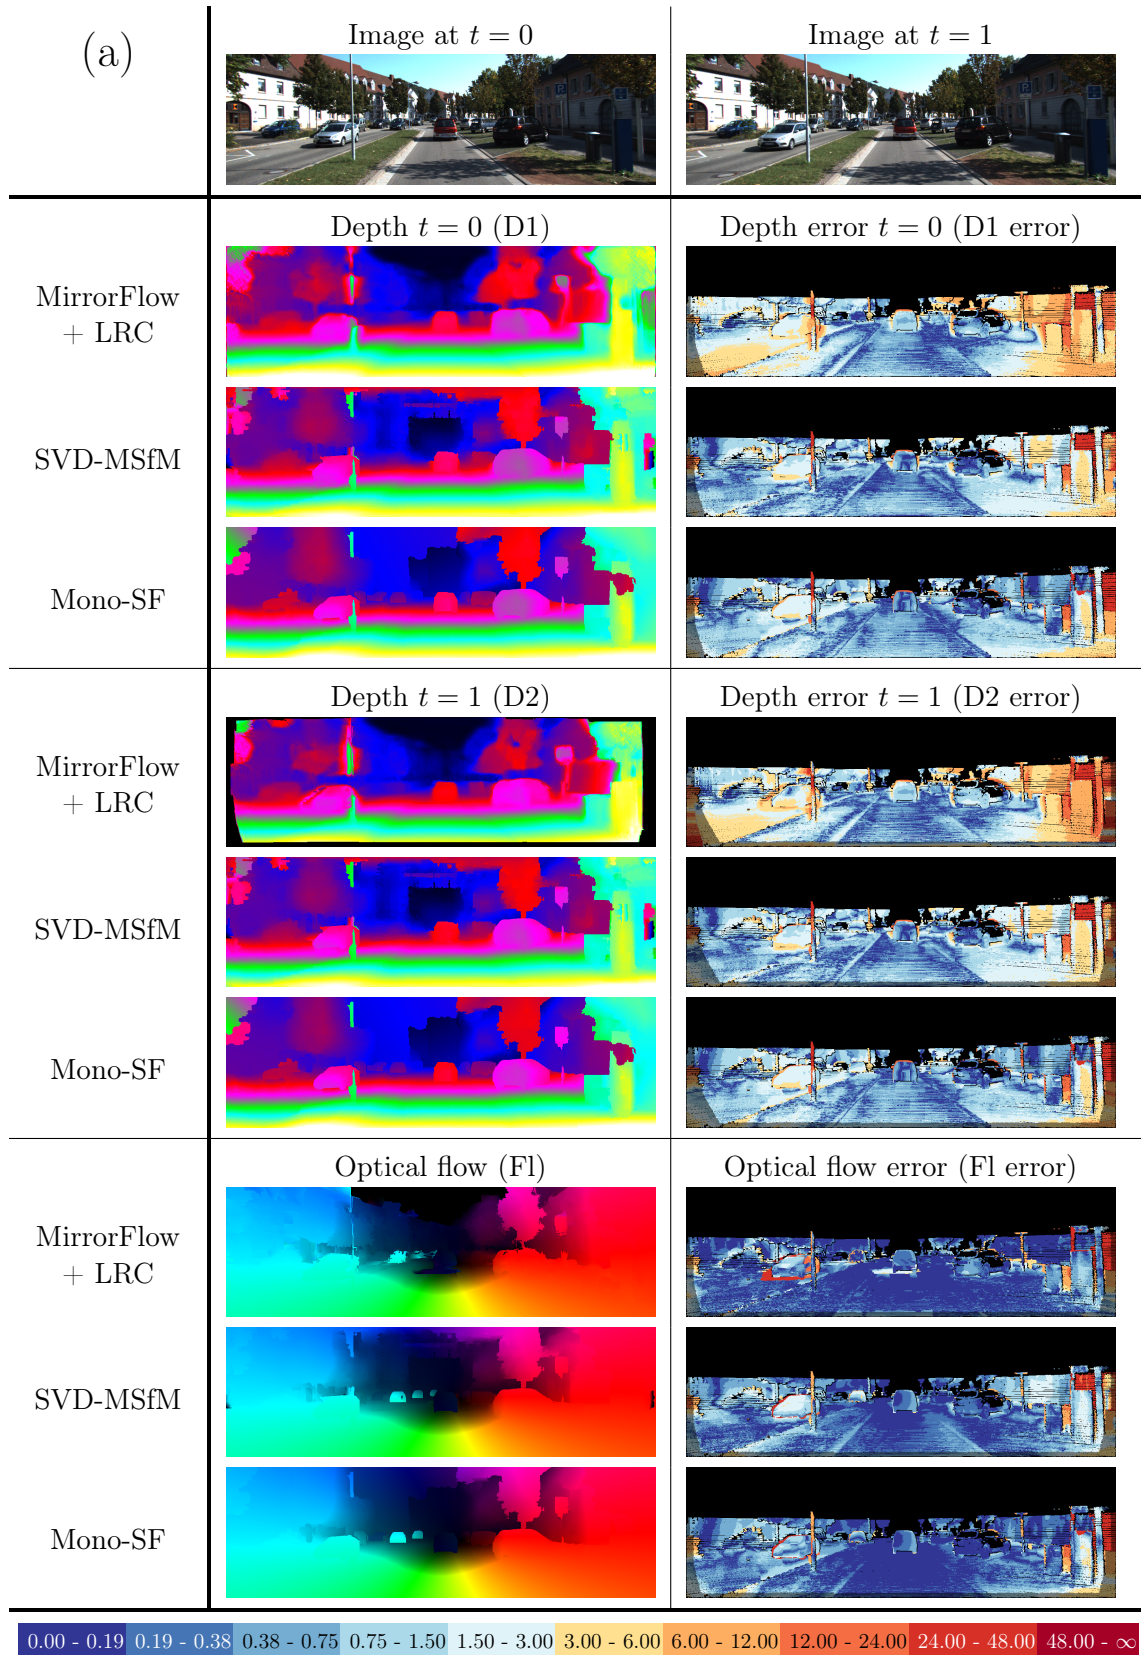 (a)
Image at t = 0
Image at t = 1
Depth t = 0 (D1)
Depth error t = 0 (D1 error)
MirrorFlow
+ LRC
SVD-MSfM
Mono-SF
Depth t = 1 (D2)
Depth error t = 1 (D2 error)
MirrorFlow
+ LRC
SVD-MSfM
Mono-SF
Optical flow (Fl)
Optical flow error (Fl error)
MirrorFlow
+ LRC
SVD-MSfM
Mono-SF
0.00 - 0.19 0.19 - 0.38 0.38 - 0.75 0.75 - 1.50 1.50 - 3.00 3.00 - 6.00 6.00 - 12.00 12.00 - 24.00 24.00 - 48.00 48.00 - ∞